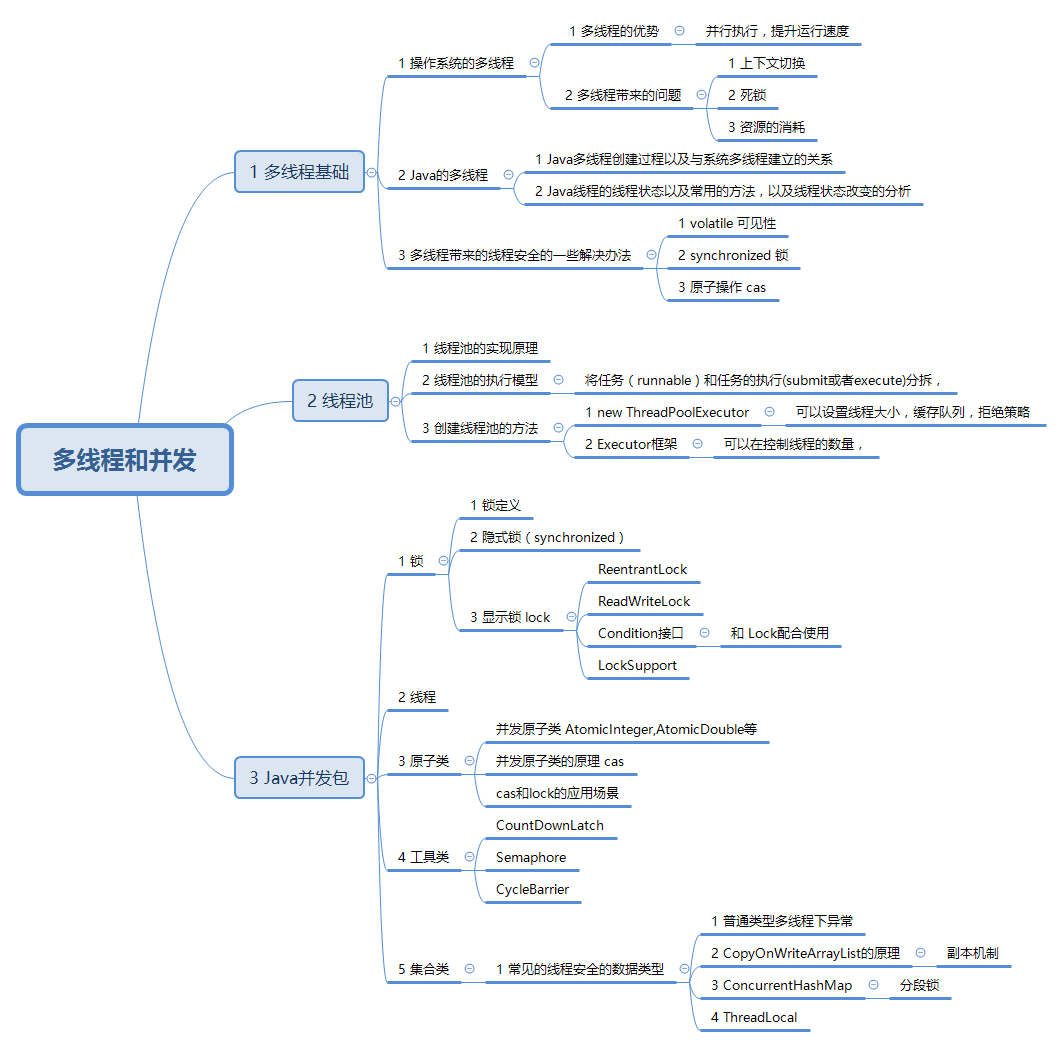 多线程和并发
1 多线程基础
1 操作系统的多线程
1 多线程的优势
并行执行，提升运行速度
2 多线程带来的问题
1 上下文切换
2 死锁
3 资源的消耗
2 Java的多线程
1 Java多线程创建过程以及与系统多线程建立的关系
2 Java线程的线程状态以及常用的方法，以及线程状态改变的分析
3 多线程带来的线程安全的一些解决办法
1 volatile 可见性
2 synchronized 锁
3 原子操作 cas
2 线程池
1 线程池的实现原理
2 线程池的执行模型
将任务（runnable）和任务的执行(submit或者execute)分拆，
3 创建线程池的方法
1 new ThreadPoolExecutor
可以设置线程大小，缓存队列，拒绝策略
2 Executor框架
可以在控制线程的数量，
3 Java并发包
1 锁
1 锁定义
2 隐式锁（synchronized）
3 显示锁 lock
ReentrantLock
ReadWriteLock
Condition接口
和 Lock配合使用
LockSupport
2 线程
3 原子类
并发原子类 AtomicInteger,AtomicDouble等
并发原子类的原理 cas
cas和lock的应用场景
4 工具类
CountDownLatch
Semaphore
CycleBarrier
5 集合类
1 常见的线程安全的数据类型
1 普通类型多线程下异常
2 CopyOnWriteArrayList的原理
副本机制
3 ConcurrentHashMap
分段锁
4 ThreadLocal